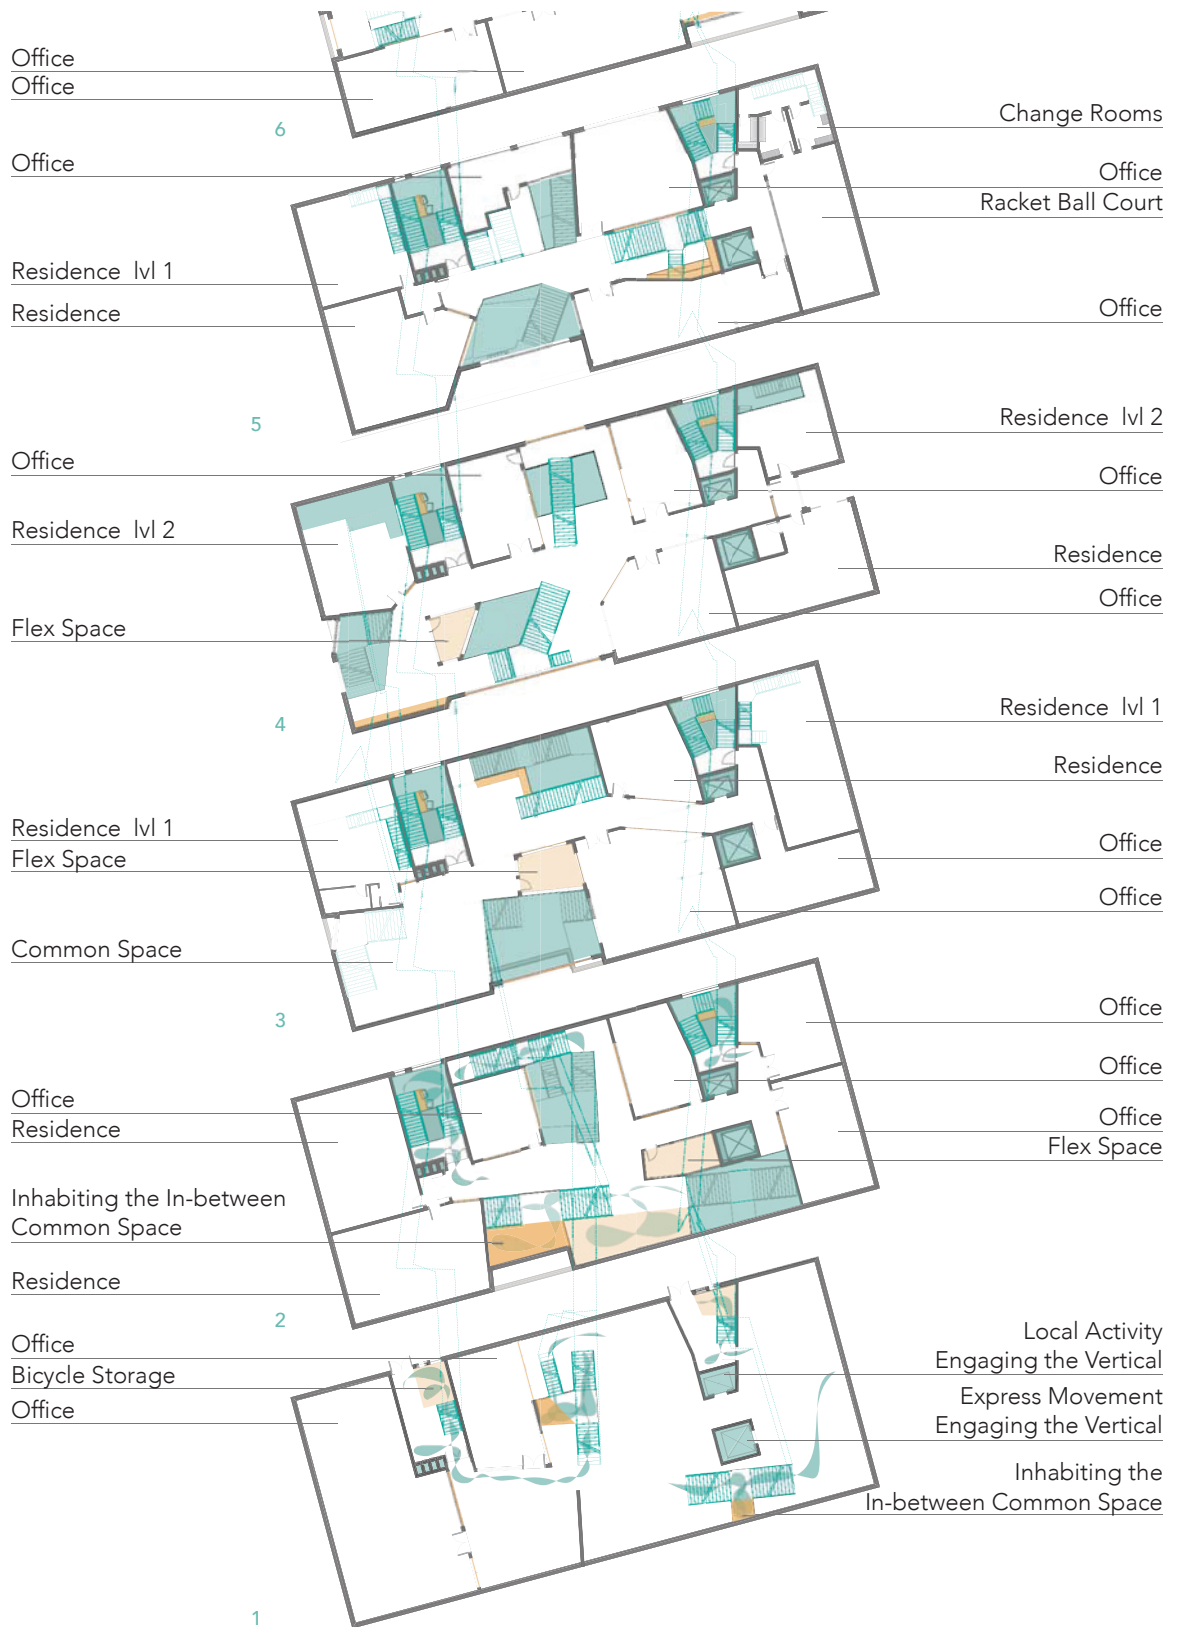 Office
Office
6
Change Rooms
Office
Office
Racket Ball Court
Residence lvl 1
Residence
Office
5
Residence lvl 2
Office
Office
Residence lvl 2
Residence
Office
Flex Space
4
Residence lvl 1
Residence
Residence lvl 1
Flex Space
Office
Office
Common Space
3
Office
Office
Office
Residence
Office
Flex Space
Inhabiting the In-between
Common Space
Residence
2
Office
Bicycle Storage
Office
Local Activity
Engaging the Vertical
Express Movement
Engaging the Vertical
Inhabiting the
In-between Common Space
1